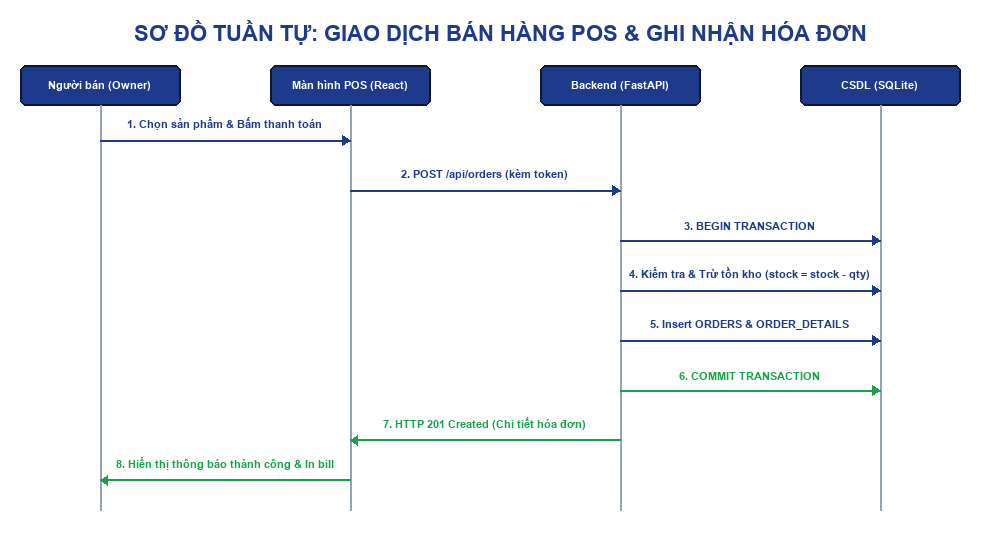 SƠ ĐỒ TUẦN TỰ: GIAO DỊCH BÁN HÀNG POS & GHI NHẬN HÓA ĐƠN
Người bán (Owner)
Màn hình POS (React)
Backend (FastAPI)
CSDL (SQLite)
1. Chọn sản phẩm & Bấm thanh toán
2. POST /api/orders (kèm token)
3. BEGIN TRANSACTION
4. Kiểm tra & Trừ tồn kho (stock = stock - qty)
5. Insert ORDERS & ORDER_DETAILS
6. COMMIT TRANSACTION
7. HTTP 201 Created (Chi tiết hóa đơn)
8. Hiển thị thông báo thành công & In bill